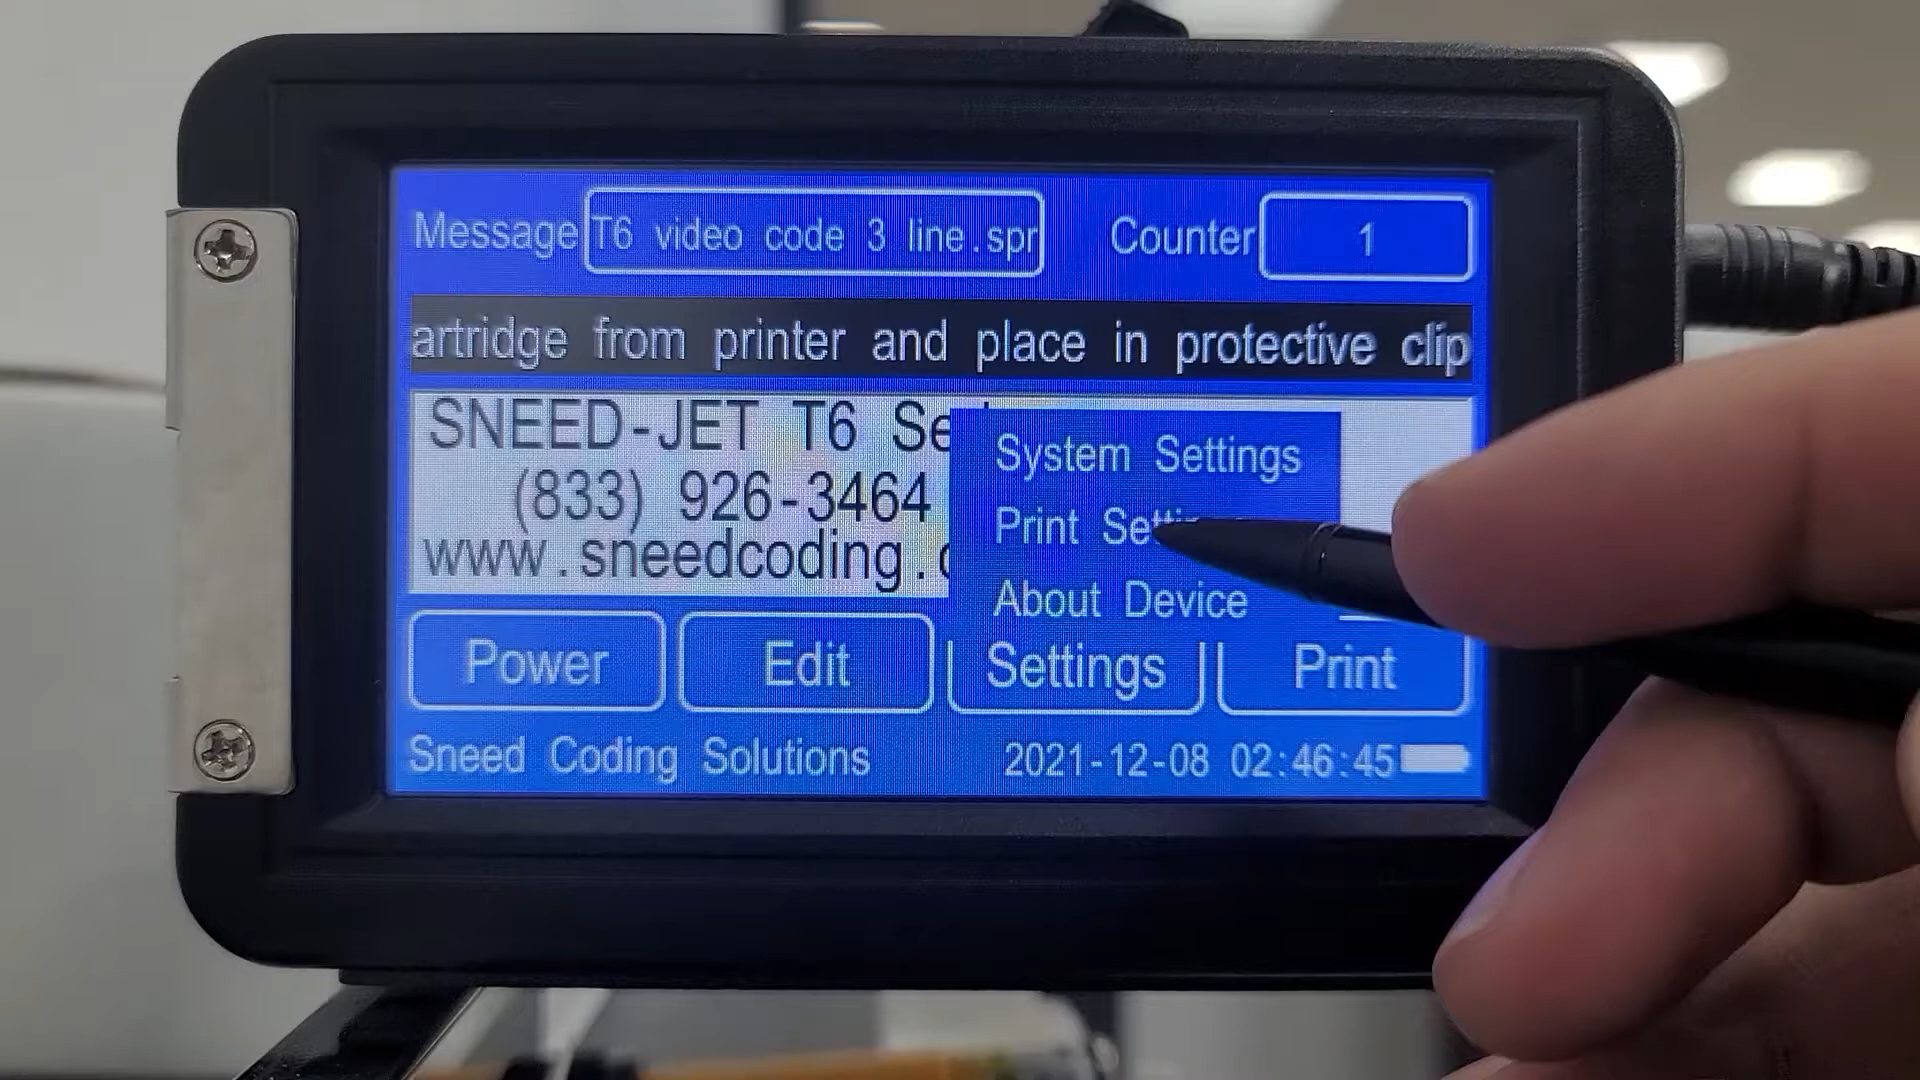 Message T6 video code 3 line.spr Counter 1
artridge from printer and place in protective clip
SNEED-JET T6
(833) 926-3464
www.sneedcoding.
System Settings
Print
About Device
Power Edit Settings Print
Sneed Coding Solutions 2021-12-08 02:46:45